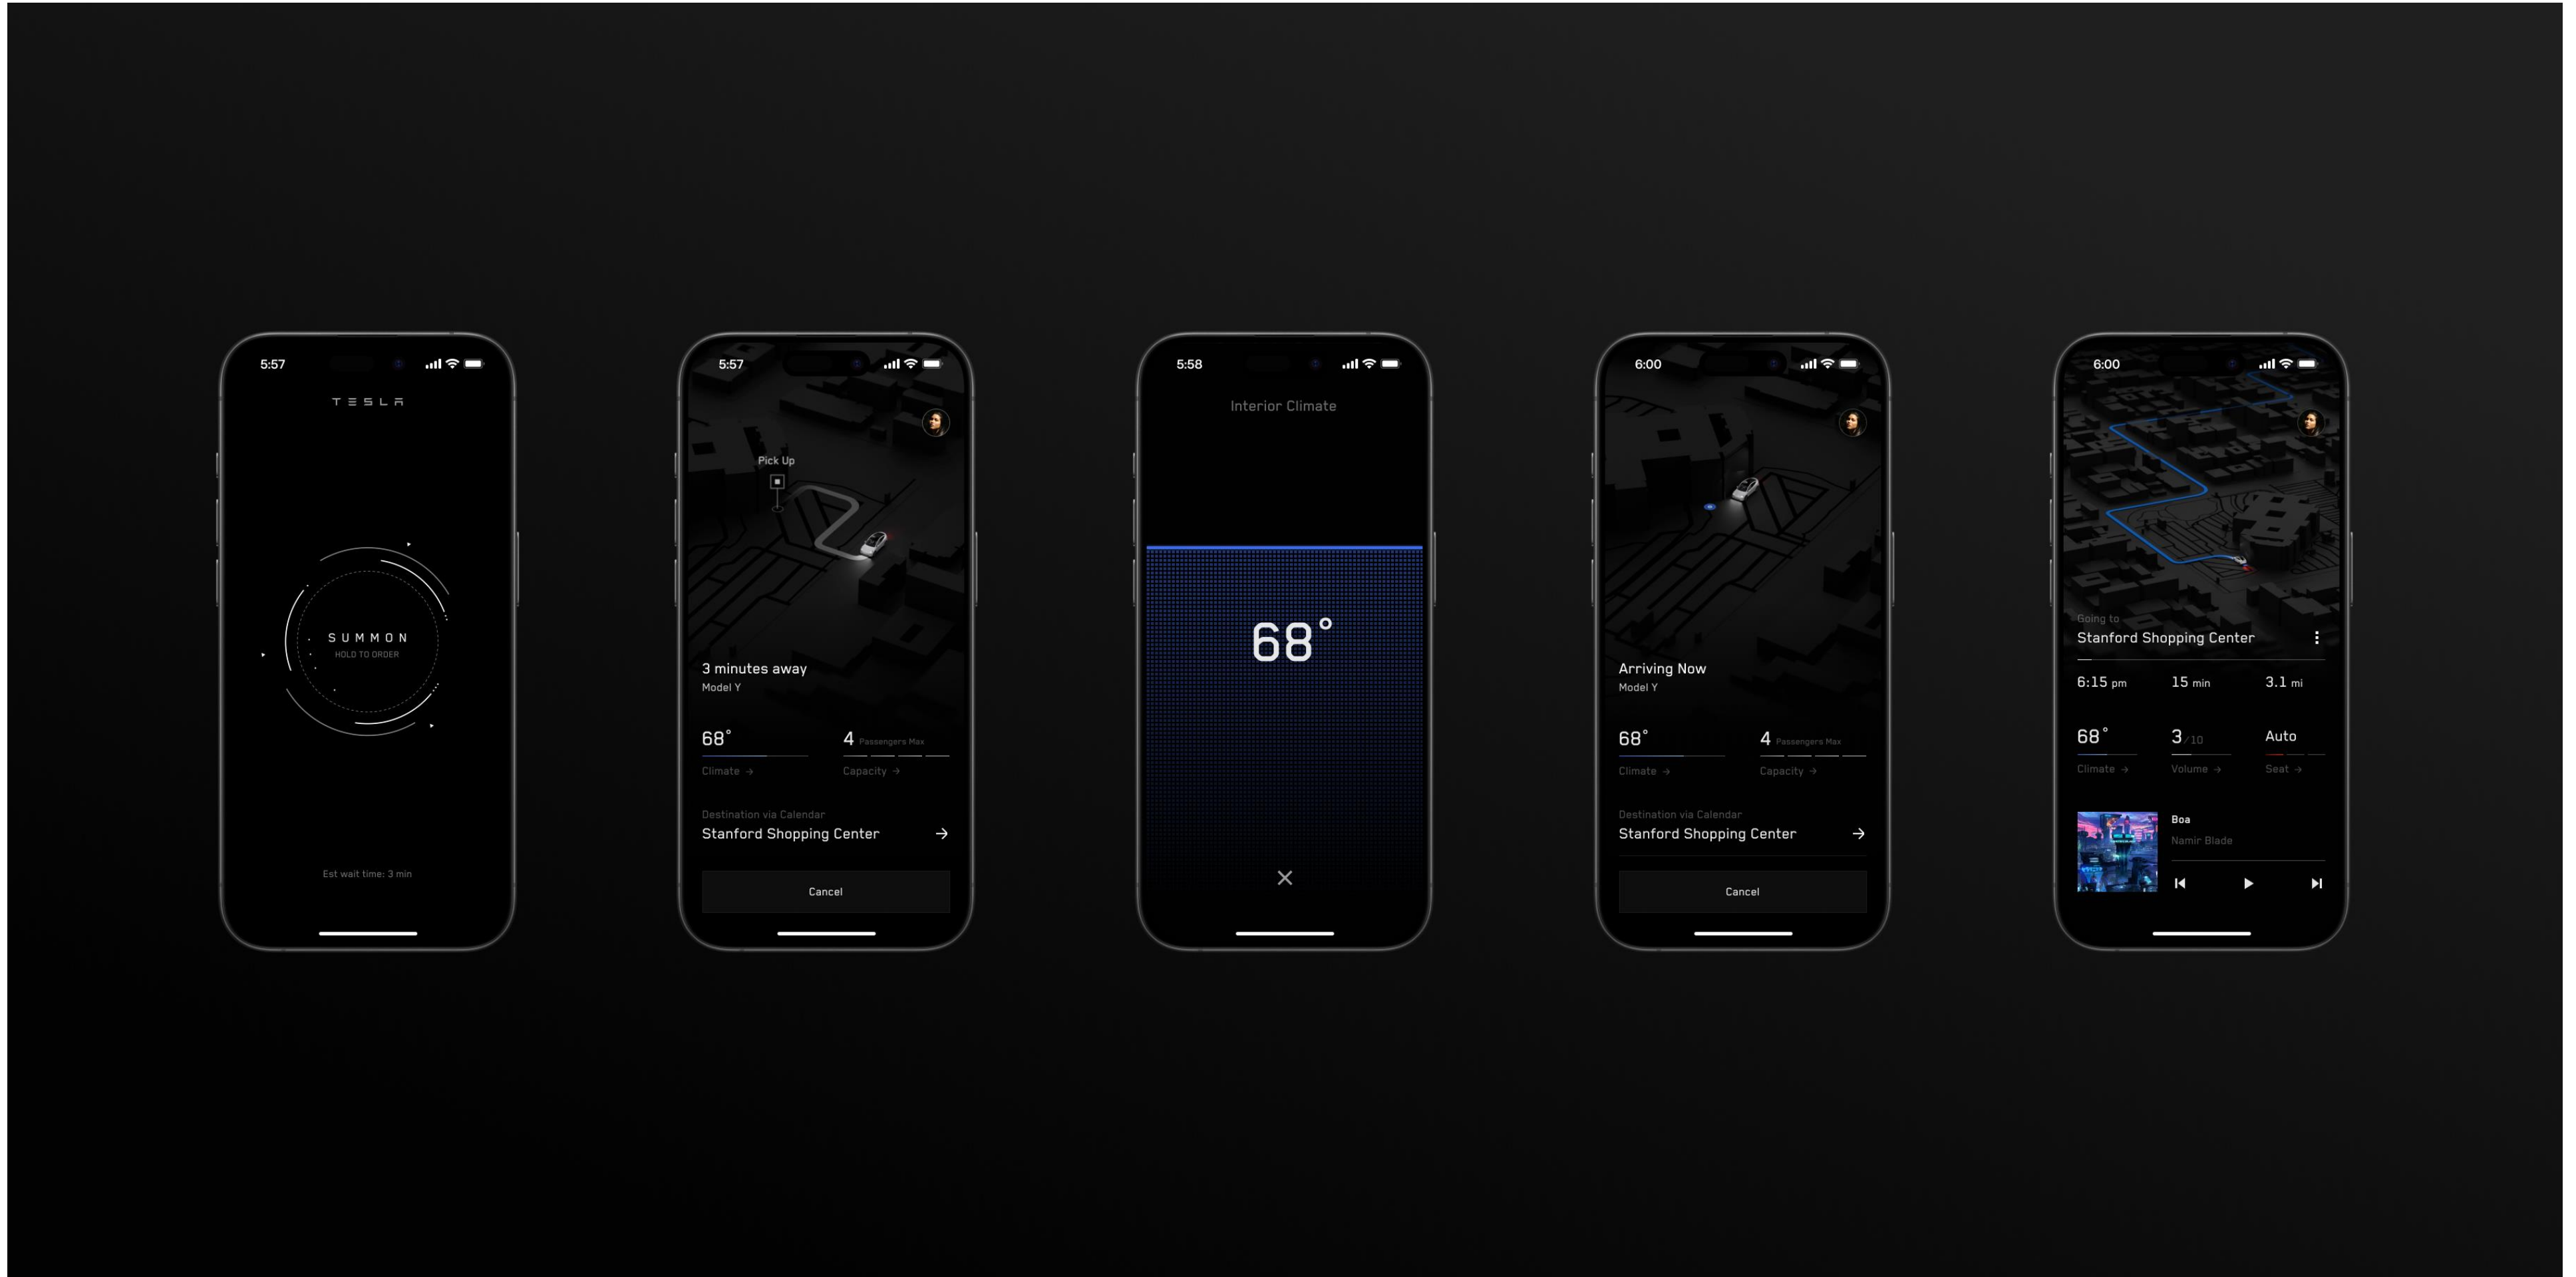 5:57
TESLA
SUMMON
HOLD TO ORDER
Est wait time: 3 min
5:57
Pick Up
3 minutes away
Model Y
68° 4 Passengers Max
Climate → Capacity →
Destination via Calendar
Stanford Shopping Center →
Cancel
5:58
Interior Climate
68°
6:00
Arriving Now
Model Y
68° 4 Passengers Max
Climate → Capacity →
Destination via Calendar
Stanford Shopping Center →
Cancel
6:00
Going to
Stanford Shopping Center
6:15 pm 15 min 3.1 mi
68° 3/10 Auto
Climate → Volume → Seat →
Boa
Namir Blade